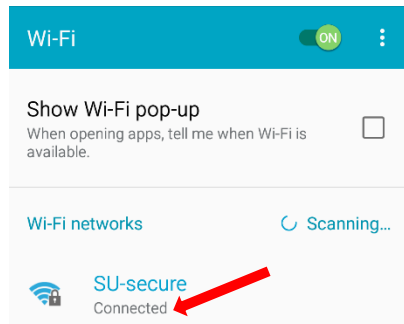 Wi-Fi
ON
Show Wi-Fi pop-up
When opening apps, tell me when Wi-Fi is
available.
Wi-Fi networks
Scanning...
SU-secure
Connected